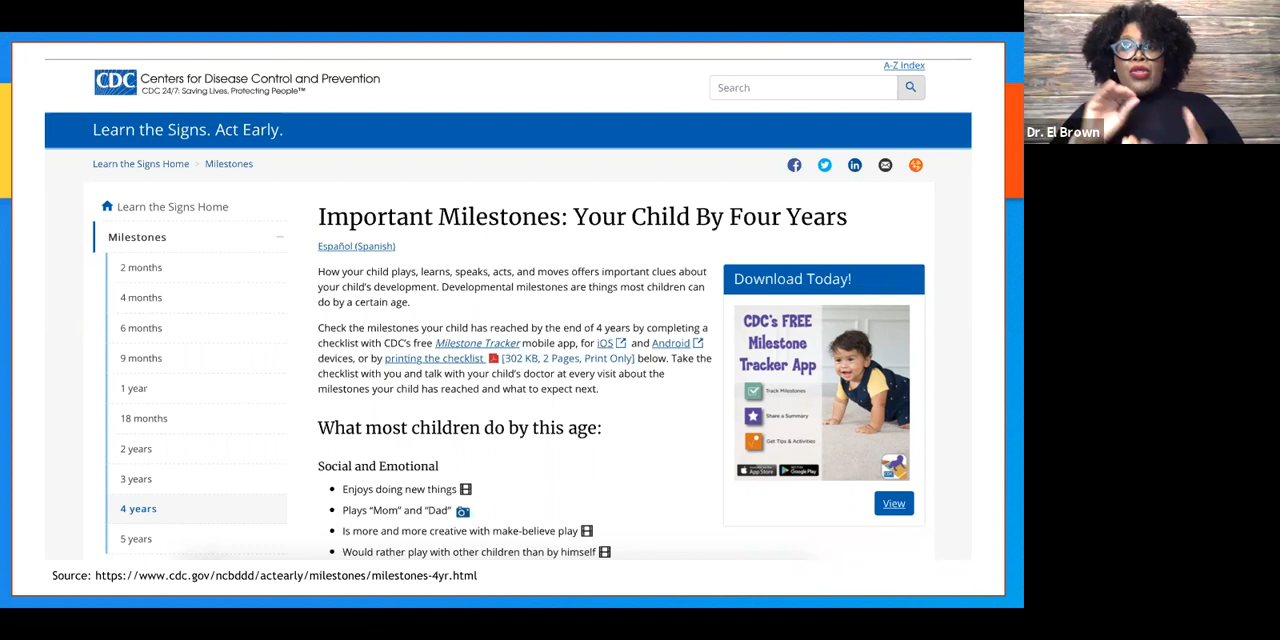 CDC Centers for Disease Control and Prevention
CDC 24/7: Saving Lives, Protecting People™
A-Z Index
Search
Learn the Signs. Act Early.
Learn the Signs Home > Milestones
Learn the Signs Home
Milestones
2 months
4 months
6 months
9 months
1 year
18 months
2 years
3 years
4 years
5 years
Important Milestones: Your Child By Four Years
Español (Spanish)
How your child plays, learns, speaks, acts, and moves offers important clues about
your child’s development. Developmental milestones are things most children can
do by a certain age.
Check the milestones your child has reached by the end of 4 years by completing a
checklist with CDC’s free Milestone Tracker mobile app, for iOS and Android
devices, or by printing the checklist [302 KB, 2 Pages, Print Only] below. Take the
checklist with you and talk with your child’s doctor at every visit about the
milestones your child has reached and what to expect next.
What most children do by this age:
Social and Emotional
• Enjoys doing new things
• Plays “Mom” and “Dad”
• Is more and more creative with make-believe play
• Would rather play with other children than by himself
Download Today!
CDC’s FREE
Milestone
Tracker App
Track Milestones
Share a Summary
Get Tips & Activities
App Store
Google Play
View
Source: https://www.cdc.gov/ncbddd/actearly/milestones/milestones-4yr.html
Dr. El Brown